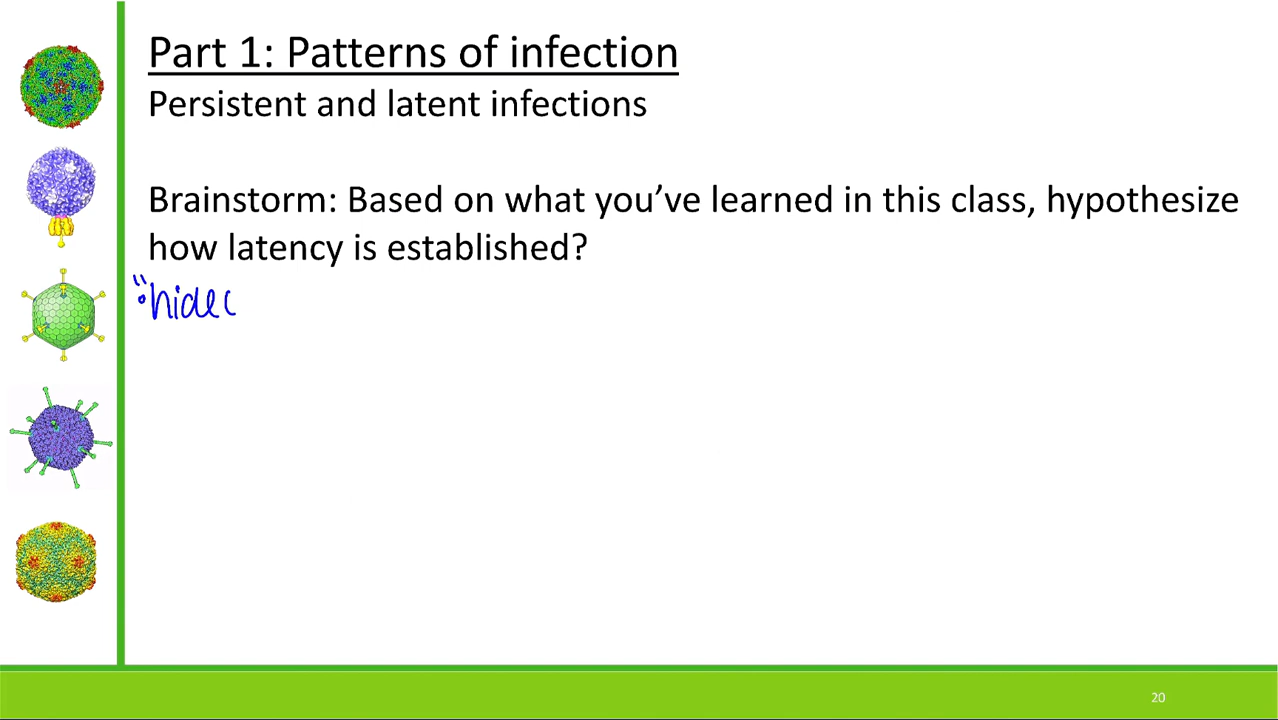 Part 1: Patterns of infection
Persistent and latent infections
Brainstorm: Based on what you’ve learned in this class, hypothesize
how latency is established?
20